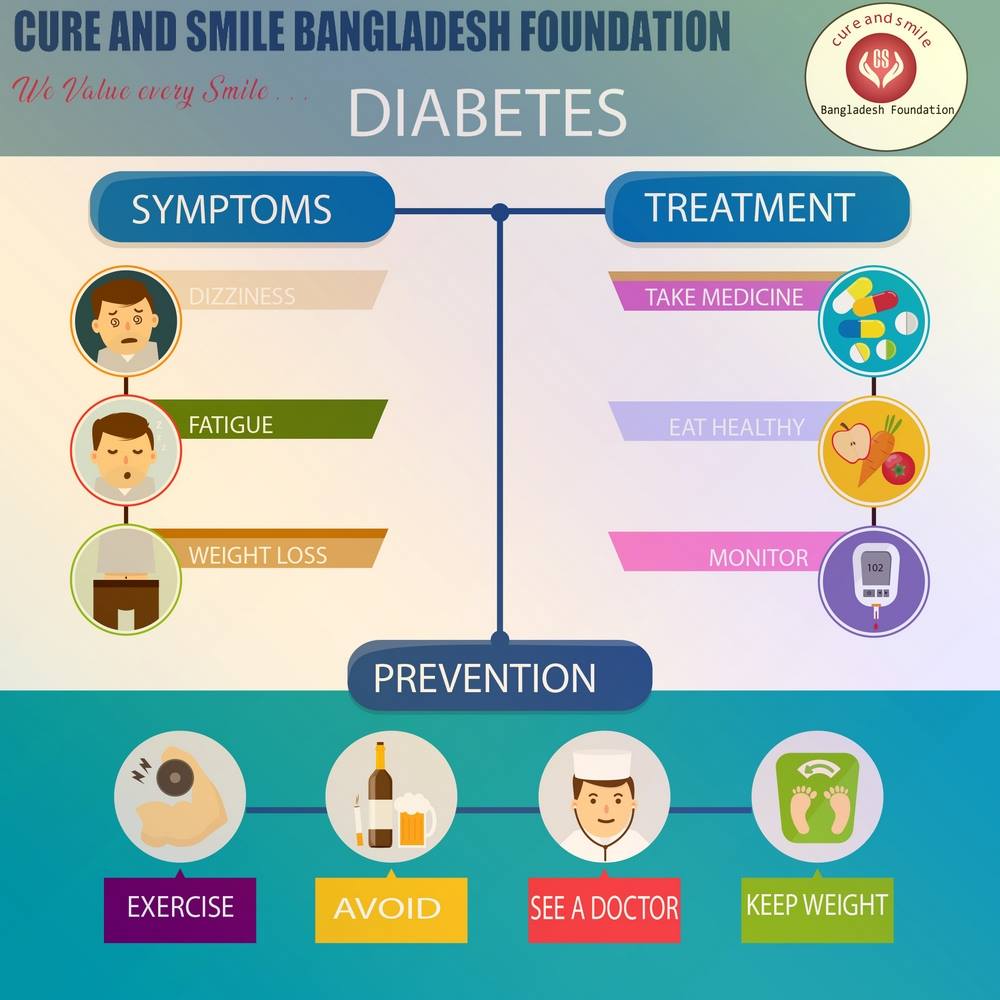 CURE AND SMILE BANGLADESH FOUNDATION
We Value every Smile . . .
cure and smile
CS
Bangladesh Foundation
DIABETES
SYMPTOMS
DIZZINESS
FATIGUE
z
z
z
WEIGHT LOSS
TREATMENT
TAKE MEDICINE
EAT HEALTHY
MONITOR
102
PREVENTION
EXERCISE
AVOID
SEE A DOCTOR
KEEP WEIGHT